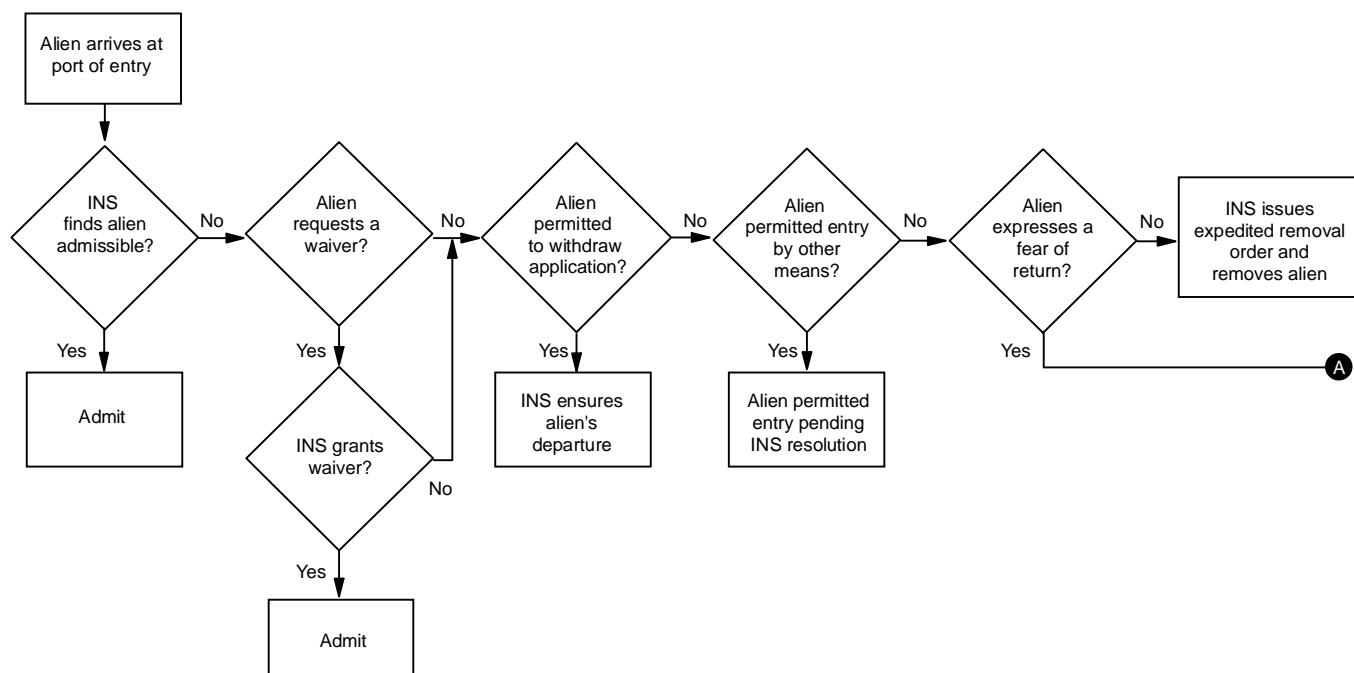 Alien arrives at
port of entry
INS
finds alien
admissible?
No
Alien
requests a
waiver?
No
Alien
permitted
to withdraw
application?
No
Alien
permitted entry
by other
means?
No
Alien
expresses a
fear of
return?
No
INS issues
expedited removal
order and
removes alien
Yes
Yes
Yes
Yes
Yes
A
Admit
INS grants
waiver?
No
INS ensures
alien's
departure
Alien permitted
entry pending
INS resolution
Yes
Admit